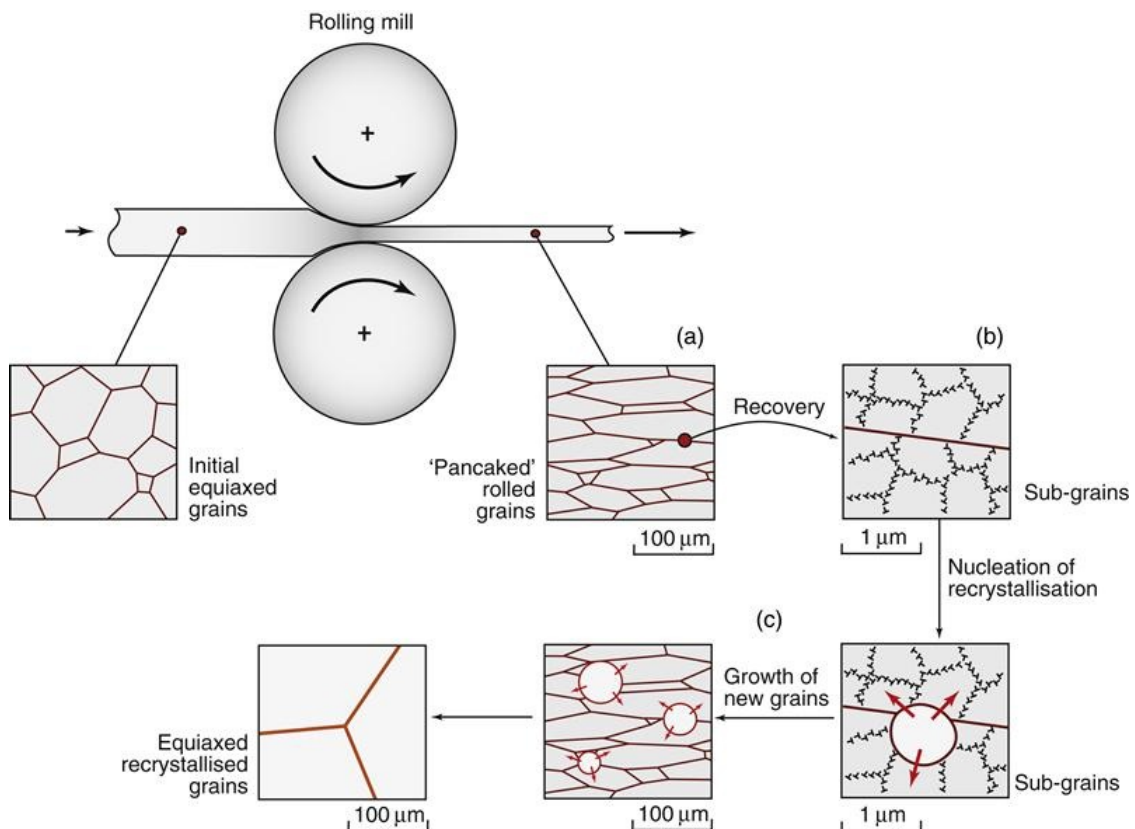 Rolling mill
+
+
(a)
(b)
Initial
equiaxed
grains
'Pancaked'
rolled
grains
Recovery
Sub-grains
100 μm
1 μm
Nucleation of
recrystallisation
(c)
Growth of
new grains
Equiaxed
recrystallised
grains
Sub-grains
100 μm
100 μm
1 μm